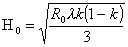 H₀ = √(R₀λk(1−k)/3)